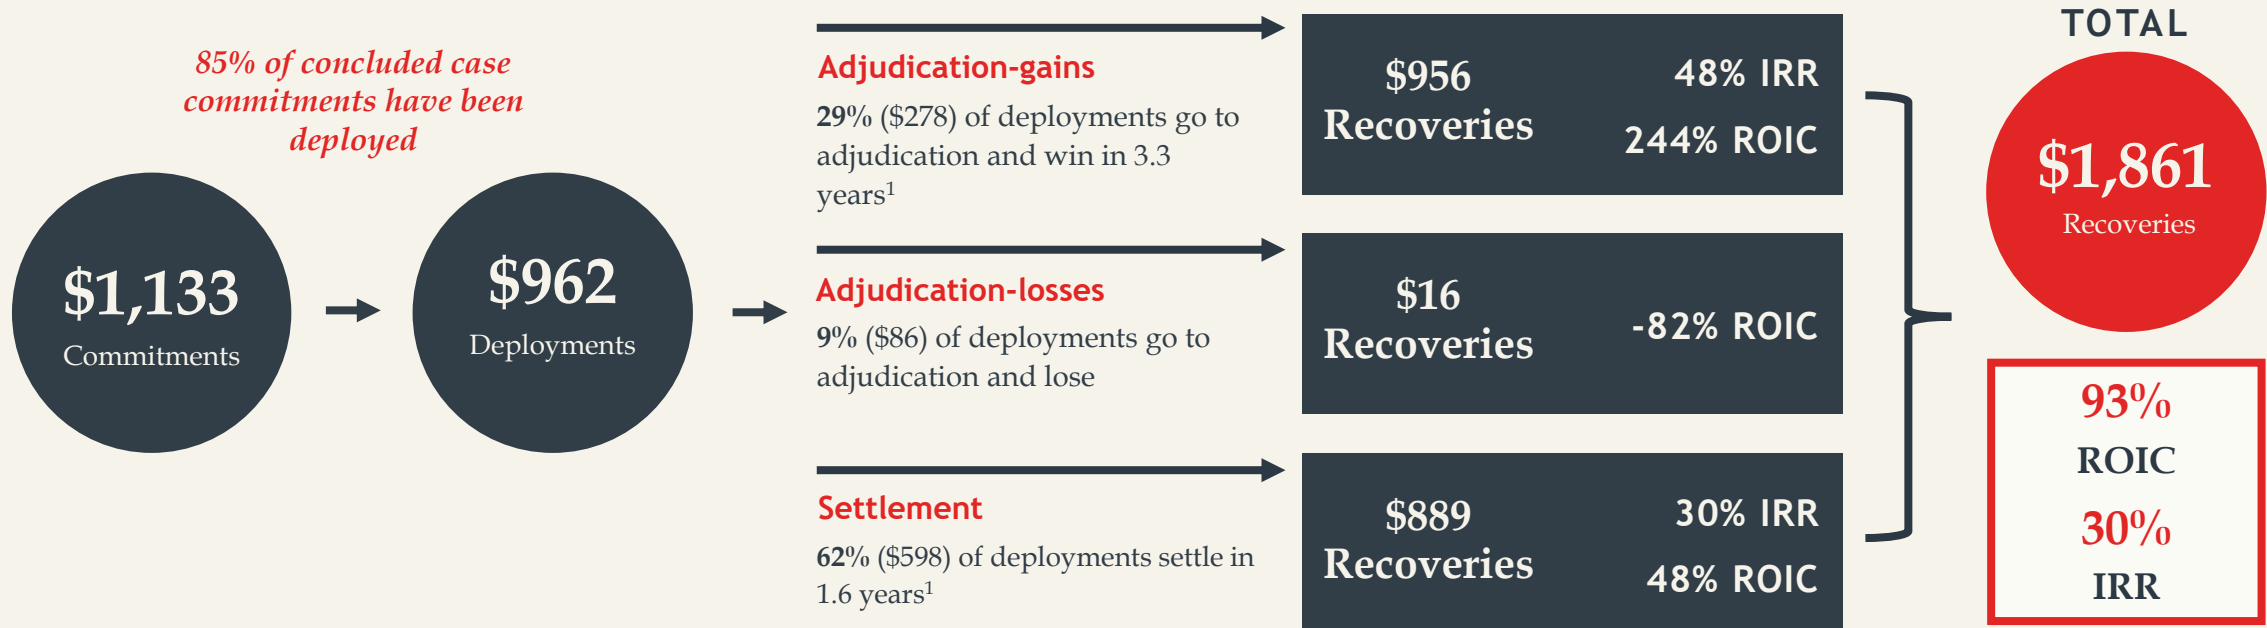 85% of concluded case
commitments have been
deployed
$1,133
Commitments
$962
Deployments
Adjudication-gains
29% ($278) of deployments go to
adjudication and win in 3.3
years¹
$956
Recoveries
48% IRR
244% ROIC
Adjudication-losses
9% ($86) of deployments go to
adjudication and lose
$16
Recoveries
-82% ROIC
Settlement
62% ($598) of deployments settle in
1.6 years¹
$889
Recoveries
30% IRR
48% ROIC
TOTAL
$1,861
Recoveries
93%
ROIC
30%
IRR